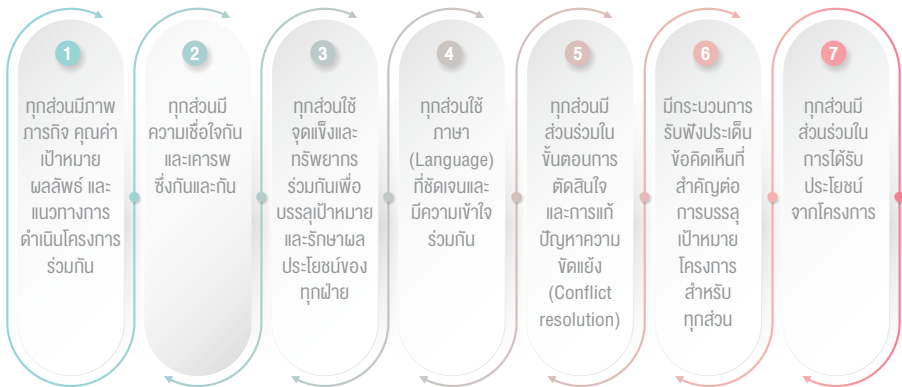 1
ทุกส่วนมีภาพ
ภารกิจ คุณค่า
เป้าหมาย
ผลลัพธ์ และ
แนวทางการ
ดำเนินโครงการ
ร่วมกัน
2
ทุกส่วนมี
ความเชื่อใจกัน
และเคารพ
ซึ่งกันและกัน
3
ทุกส่วนใช้
จุดแข็งและ
ทรัพยากร
ร่วมกันเพื่อ
บรรลุเป้าหมาย
และรักษาผล
ประโยชน์ของ
ทุกฝ่าย
4
ทุกส่วนใช้
ภาษา
(Language)
ที่ชัดเจนและ
มีความเข้าใจ
ร่วมกัน
5
ทุกส่วนมี
ส่วนร่วมใน
ขั้นตอนการ
ตัดสินใจ
และการแก้
ปัญหาความ
ขัดแย้ง
(Conflict
resolution)
6
มีกระบวนการ
รับฟังประเด็น
ข้อคิดเห็นที่
สำคัญต่อ
การบรรลุ
เป้าหมาย
โครงการ
สำหรับ
ทุกส่วน
7
ทุกส่วนมี
ส่วนร่วมใน
การได้รับ
ประโยชน์
จากโครงการ